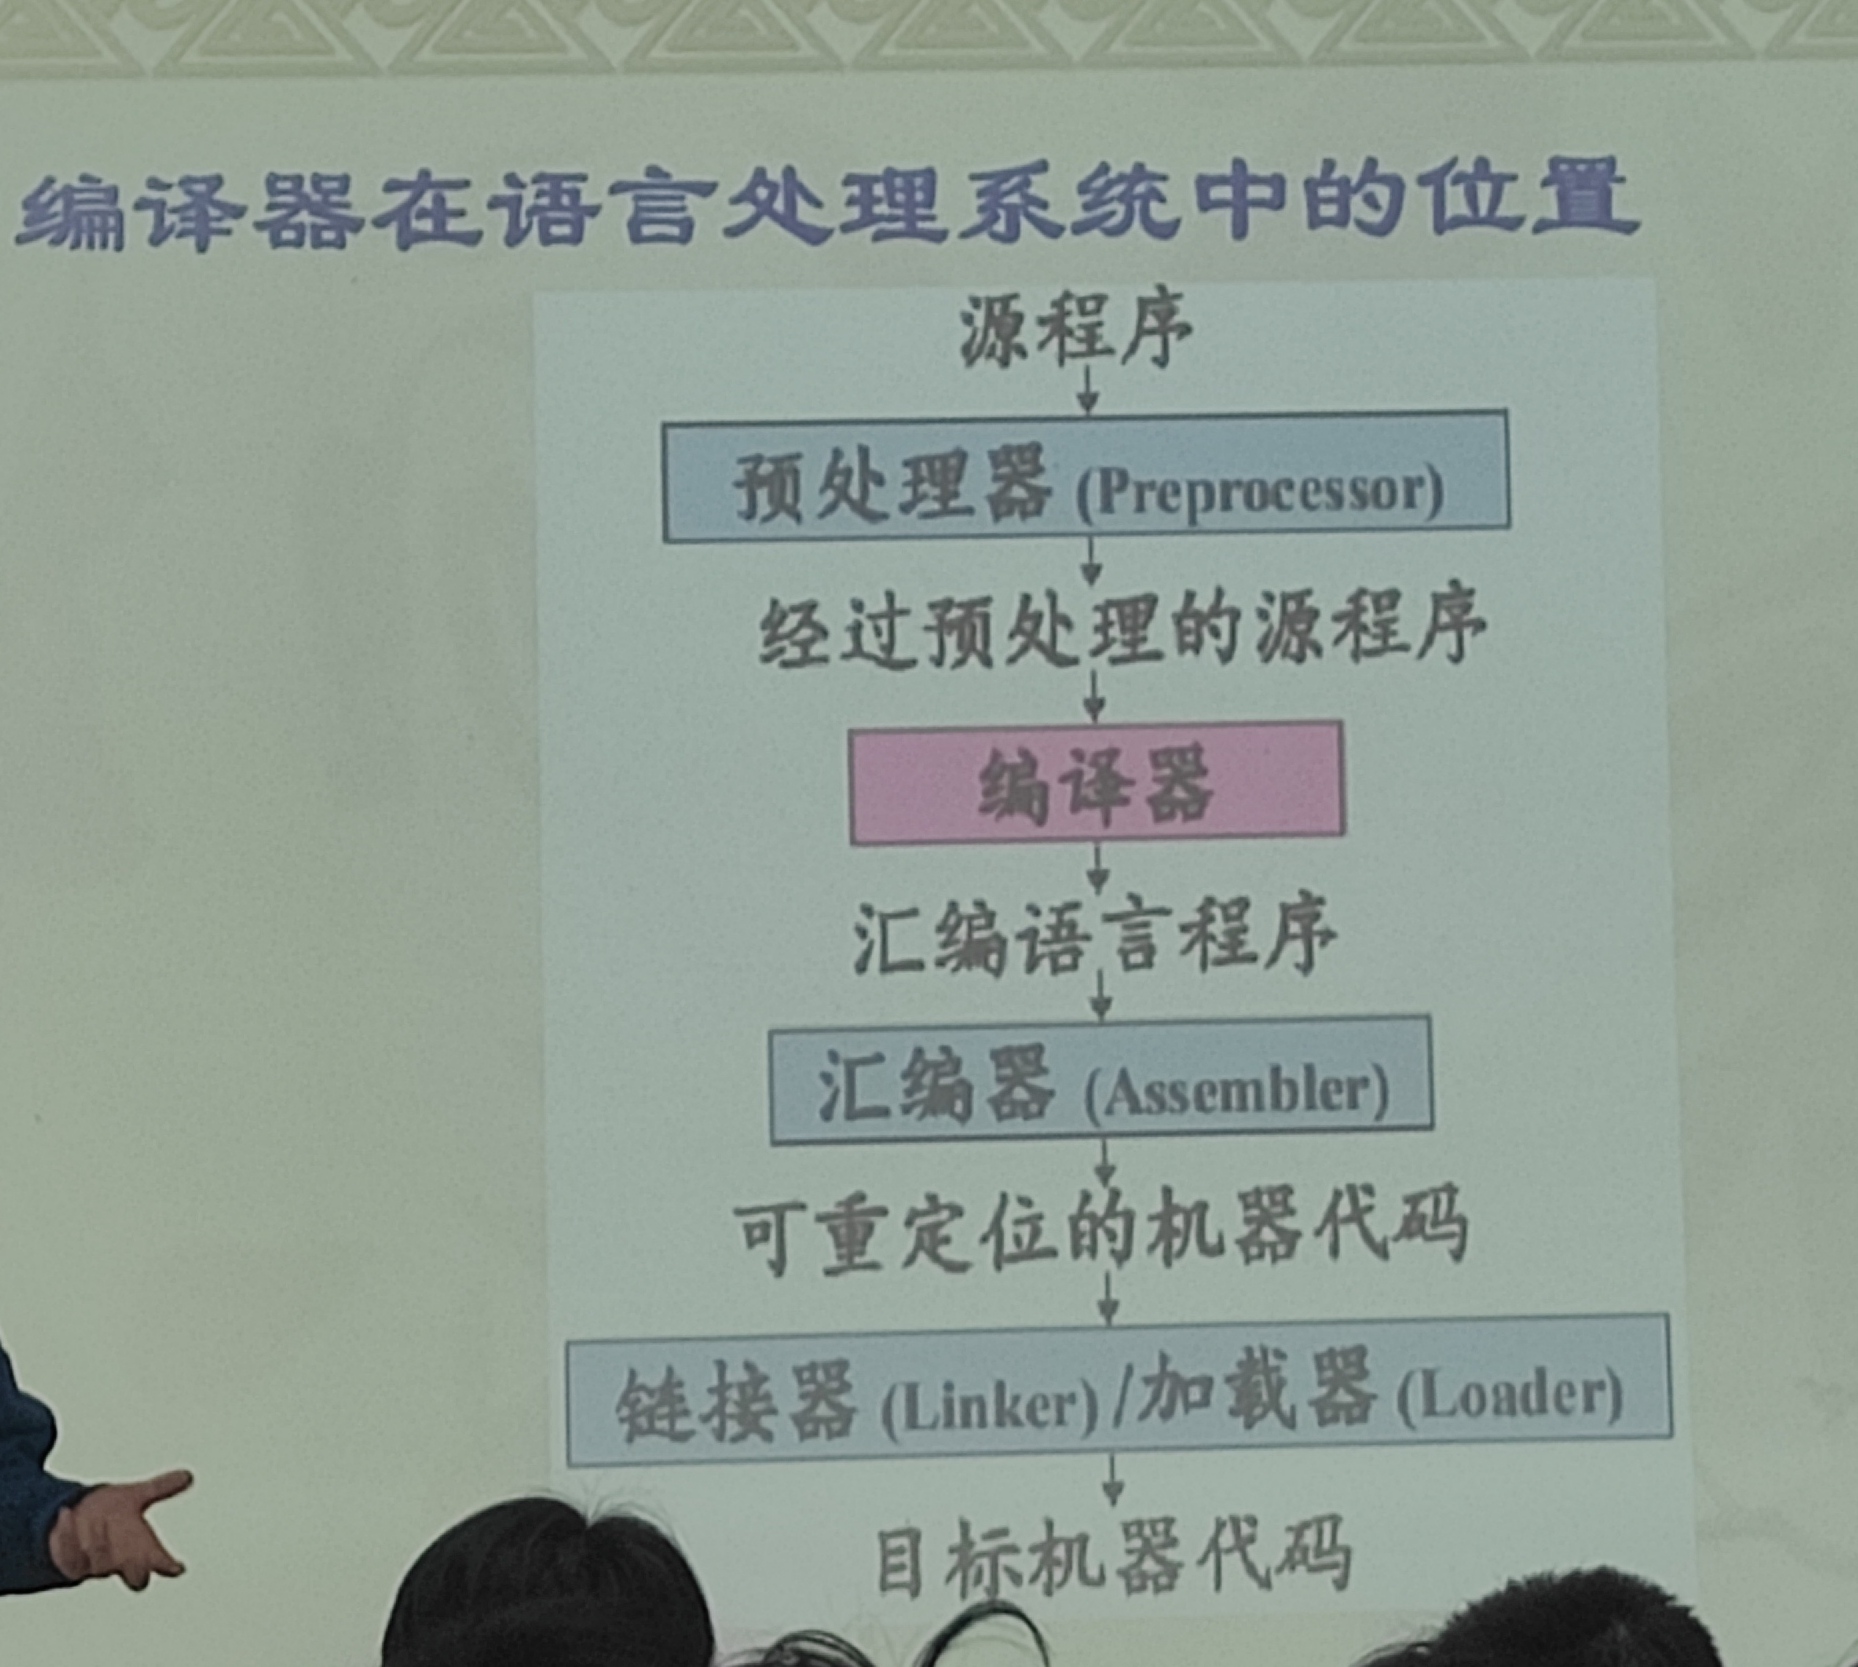 编译器在语言处理系统中的位置
源程序
预处理器 (Preprocessor)
经过预处理的源程序
编译器
汇编语言程序
汇编器 (Assembler)
可重定位的机器代码
链接器 (Linker) /加载器 (Loader)
目标机器代码